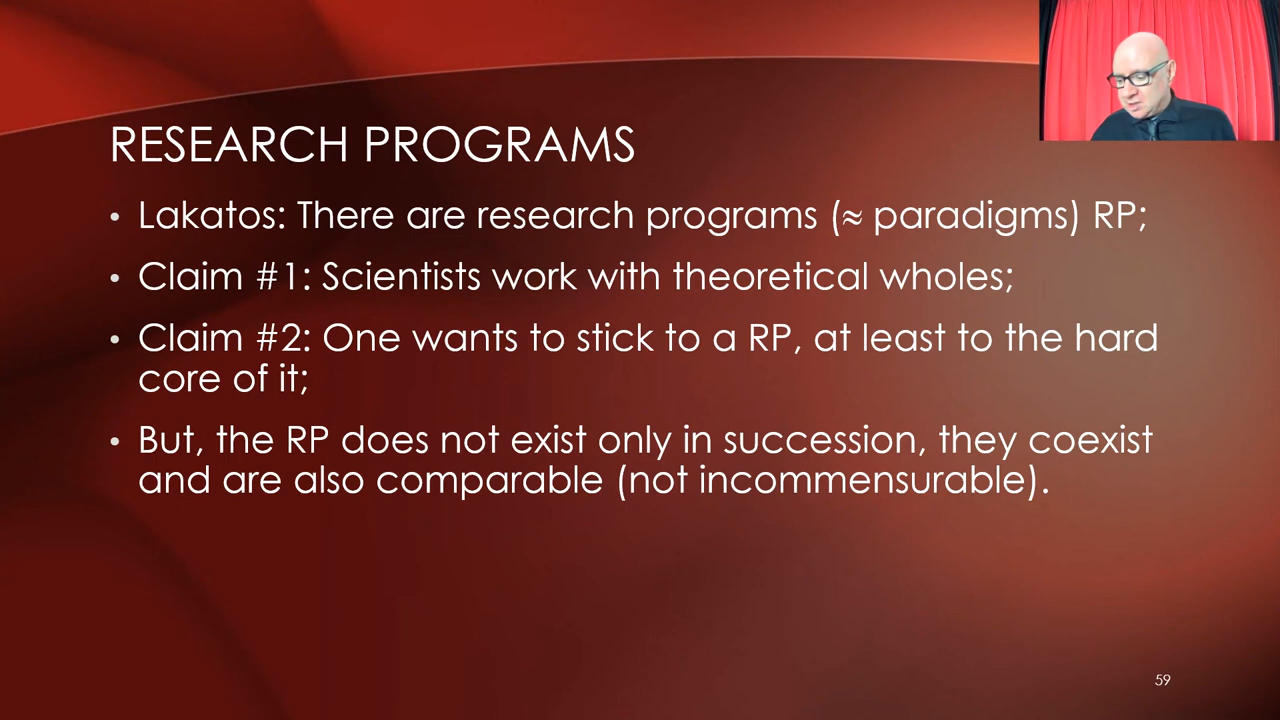 RESEARCH PROGRAMS
• Lakatos: There are research programs (≈ paradigms) RP;
• Claim #1: Scientists work with theoretical wholes;
• Claim #2: One wants to stick to a RP, at least to the hard
core of it;
• But, the RP does not exist only in succession, they coexist
and are also comparable (not incommensurable).
59